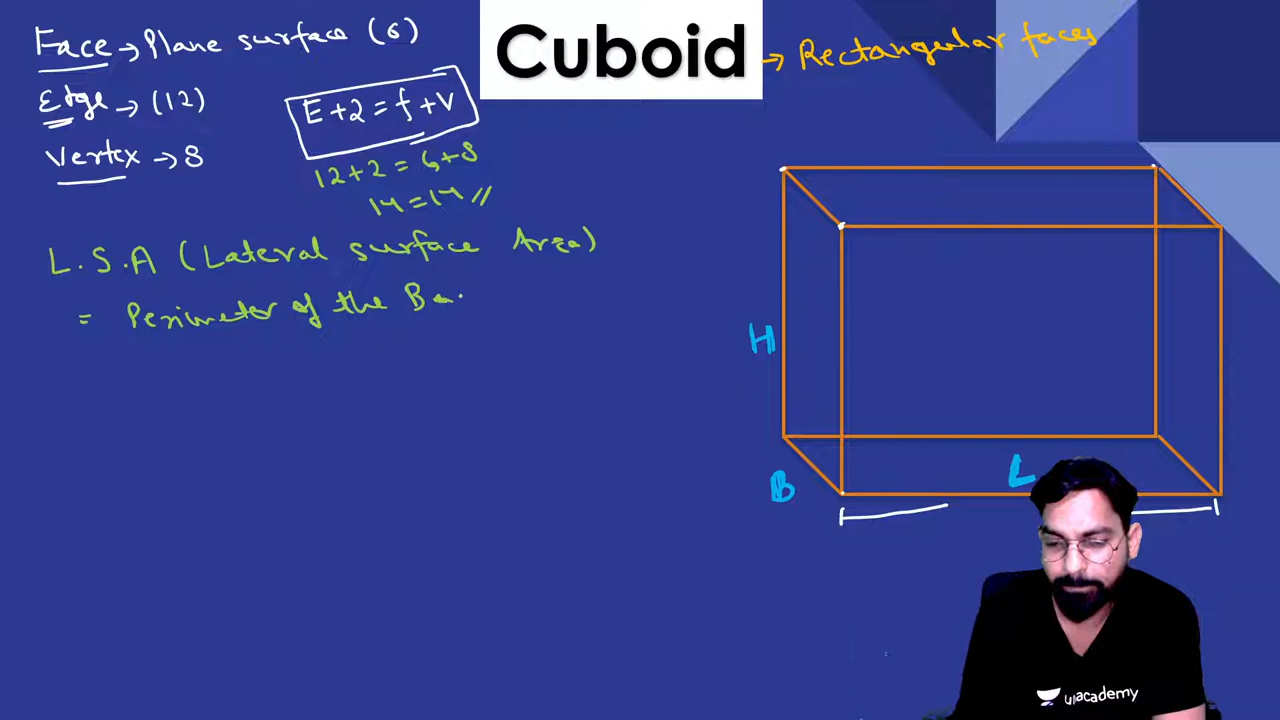 Cuboid → Rectangular faces
Face → Plane surface (6)
Edge → (12)
Vertex → 8
E + 2 = f + V
12 + 2 = 6 + 8
14 = 14 //
L.S.A (Lateral surface Area)
= Perimeter of the Ba
H
B
L
unacademy